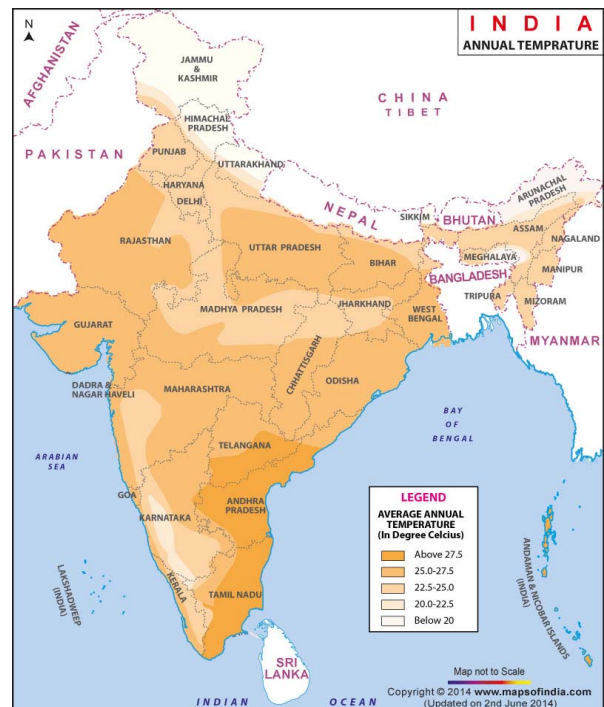 INDIA
ANNUAL TEMPRATURE
N
AFGHANISTAN
JAMMU
&
KASHMIR
CHINA
TIBET
HIMACHAL
PRADESH
PAKISTAN
PUNJAB
UTTARAKHAND
HARYANA
DELHI
ARUNACHAL
PRADESH
NEPAL
SIKKIM
BHUTAN
ASSAM
NAGALAND
RAJASTHAN
UTTAR PRADESH
BIHAR
MEGHALAYA
BANGLADESH
MANIPUR
TRIPURA
MIZORAM
MADHYA PRADESH
JHARKHAND
WEST
BENGAL
GUJARAT
MYANMAR
CHHATTISGARH
DADRA &
NAGAR HAVELI
MAHARASHTRA
ODISHA
BAY
OF
BENGAL
TELANGANA
ARABIAN
SEA
GOA
KARNATAKA
ANDHRA
PRADESH
LEGEND
AVERAGE ANNUAL
TEMPERATURE
(In Degree Celcius)
Above 27.5
25.0-27.5
22.5-25.0
20.0-22.5
Below 20
ANDAMAN & NICOBAR ISLANDS
(INDIA)
LAKSHADWEEP
(INDIA)
KERALA
TAMIL NADU
SRI
LANKA
INDIAN OCEAN
Map not to Scale
Copyright © 2014 www.mapsofindia.com
(Updated on 2nd June 2014)